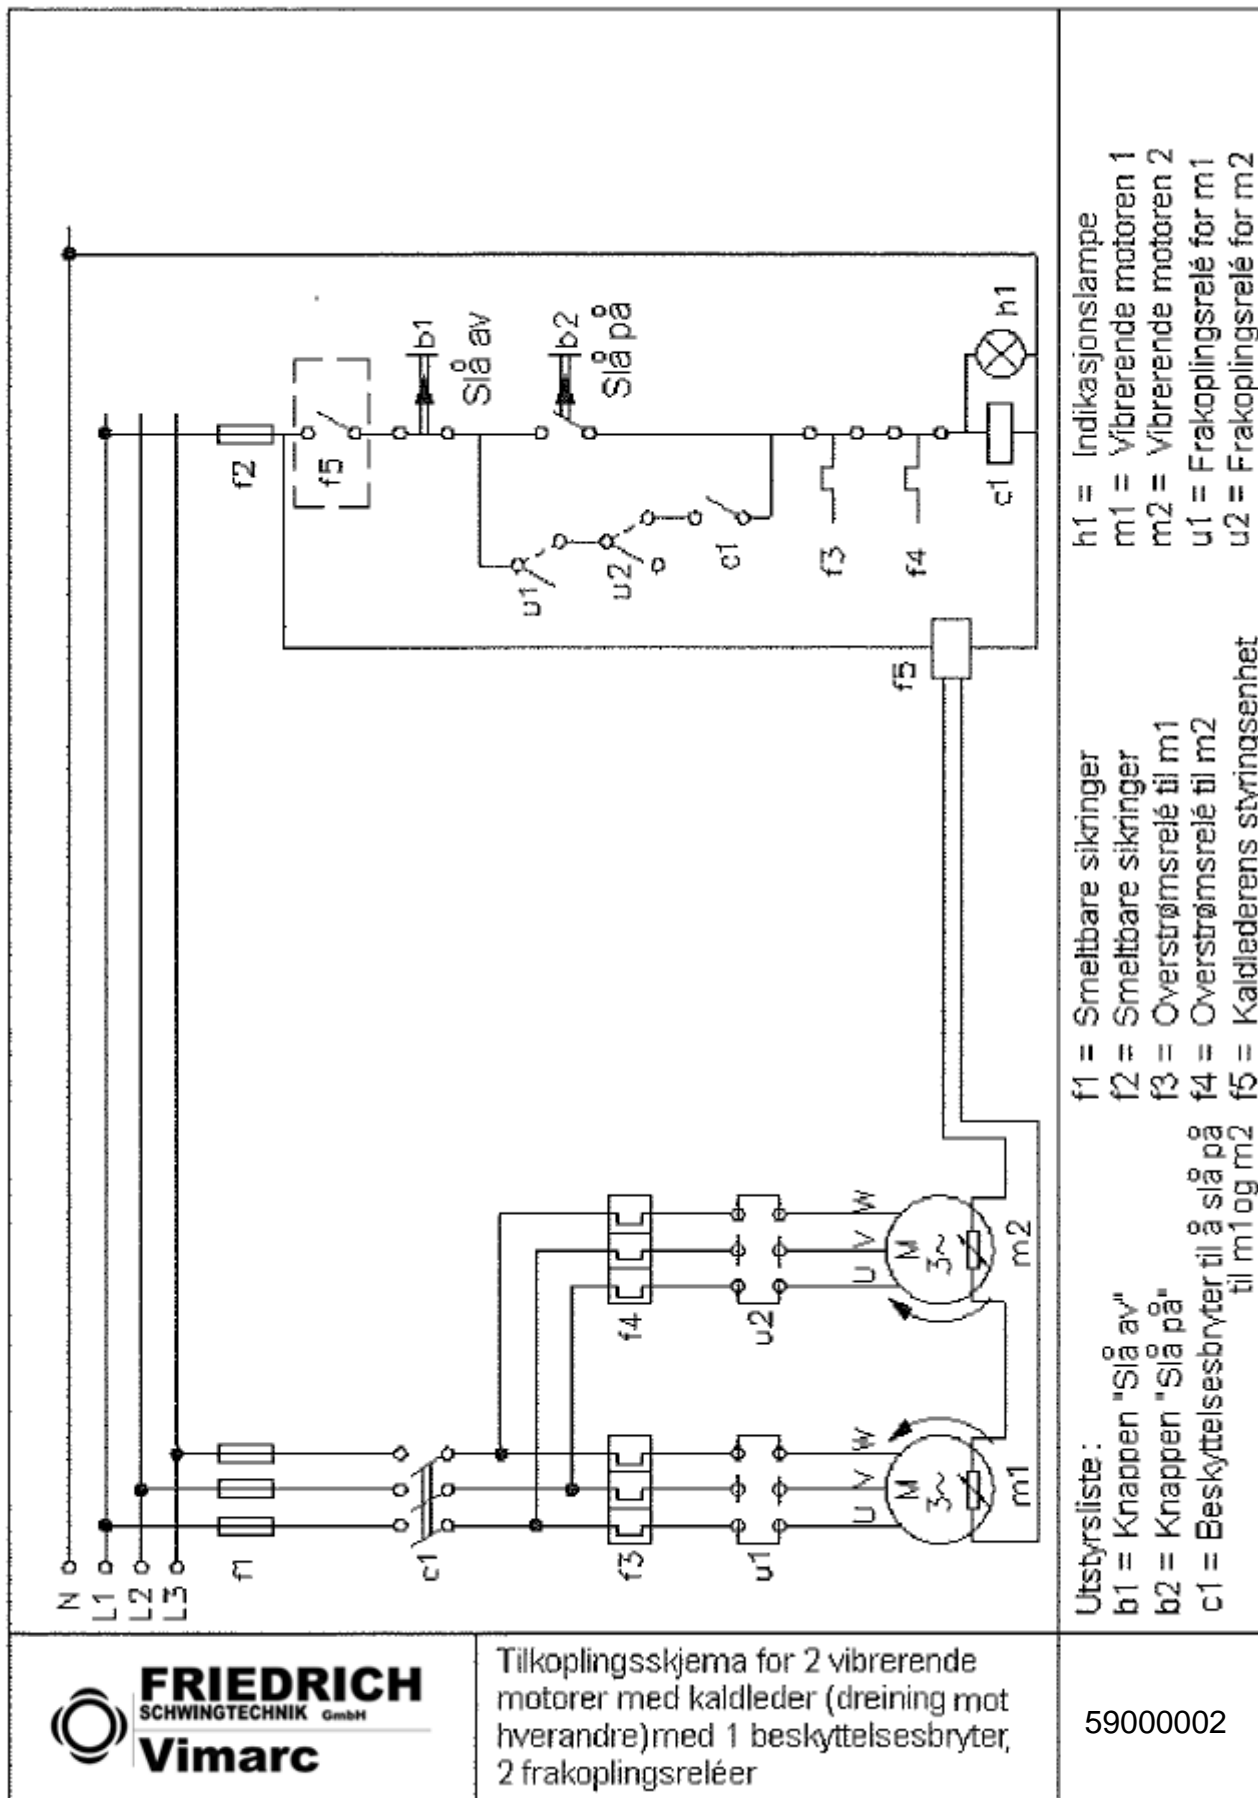 N
L1
L2
L3
f1
c1
f3
u1
U V W
M
3~
m1
f4
u2
U V W
M
3~
m2
f2
f5
b1
Slå av
b2
Slå på
u1
u2
c1
f3
f4
f5
c1
h1
Utstyrsliste:
b1 = Knappen "Slå av"
b2 = Knappen "Slå på"
c1 = Beskyttelsesbryter til å slå på
til m1 og m2
f1 = Smeltbare sikringer
f2 = Smeltbare sikringer
f3 = Overstrømsrelé til m1
f4 = Overstrømsrelé til m2
f5 = Kaldlederens styringsenhet
h1 = Indikasjonslampe
m1 = Vibrerende motoren 1
m2 = Vibrerende motoren 2
u1 = Frakoplingsrelé for m1
u2 = Frakoplingsrelé for m2
FRIEDRICH
SCHWINGTECHNIK GmbH
Vimarc
Tilkoplingsskjema for 2 vibrerende
motorer med kaldleder (dreining mot
hverandre)med 1 beskyttelsesbryter,
2 frakoplingsreléer
59000002